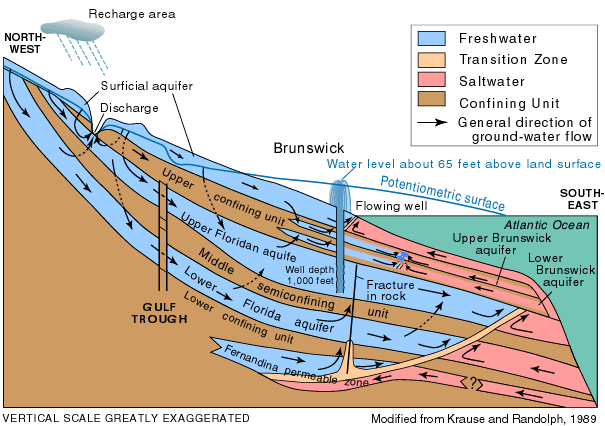 Recharge area
NORTH-
WEST
Surficial aquifer
Discharge
Freshwater
Transition Zone
Saltwater
Confining Unit
General direction of
ground-water flow
Brunswick
Water level about 65 feet above land surface
Potentiometric surface
SOUTH-
EAST
Flowing well
Atlantic Ocean
Upper
confining unit
Upper Brunswick
aquifer
Lower
Brunswick
aquifer
Upper Floridan aquife
Well depth
1,000 feet
Fracture
in rock
Middle
semiconfining
unit
GULF
TROUGH
Lower
Florida aquifer
Lower confining unit
Fernandina permeable zone
?
VERTICAL SCALE GREATLY EXAGGERATED
Modified from Krause and Randolph, 1989